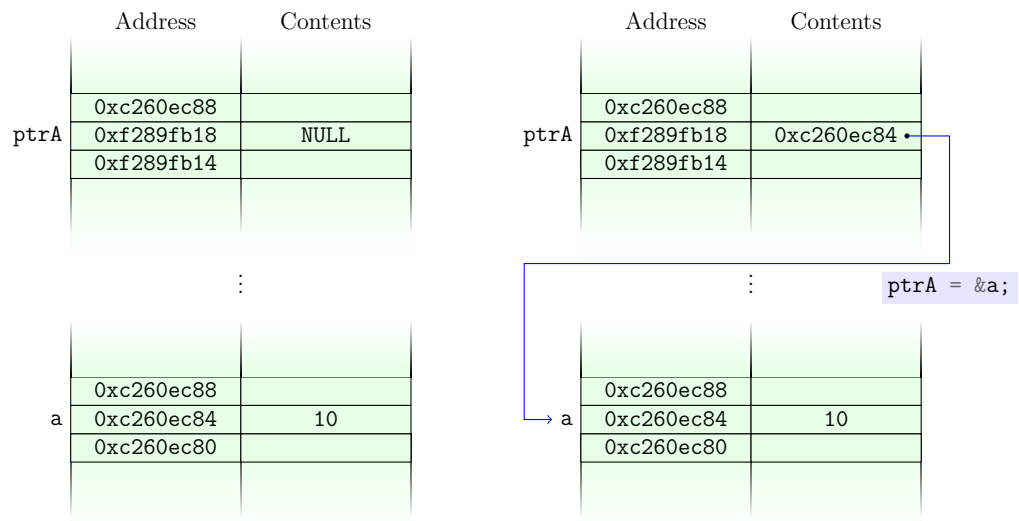 Address Contents Address Contents
0xc260ec88 0xc260ec88
ptrA 0xf289fb18 NULL ptrA 0xf289fb18 0xc260ec84
0xf289fb14 0xf289fb14
⋮ ⋮
ptrA = &a;
0xc260ec88 0xc260ec88
a 0xc260ec84 10 a 0xc260ec84 10
0xc260ec80 0xc260ec80